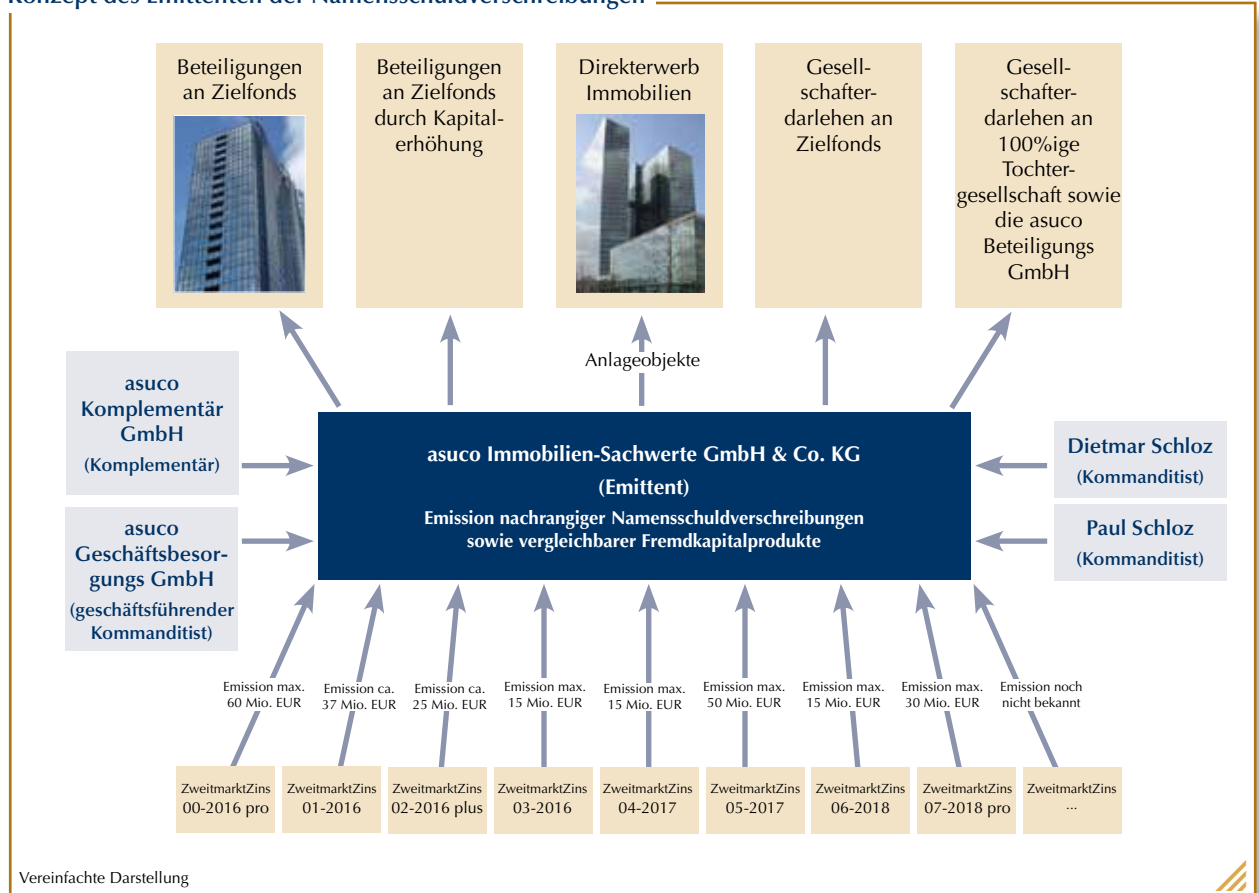 Konzept des Emittenten der Namensschuldverschreibungen
Beteiligungen
an Zielfonds
Beteiligungen
an Zielfonds
durch Kapital-
erhöhung
Direkterwerb
Immobilien
Gesell-
schafter-
darlehen an
Zielfonds
Gesell-
schafter-
darlehen an
100%ige
Tochter-
gesellschaft sowie
die asuco
Beteiligungs
GmbH
Anlageobjekte
asuco
Komplementär
GmbH
(Komplementär)
asuco
Geschäftsbesor-
gungs GmbH
(geschäftsführender
Kommanditist)
asuco Immobilien-Sachwerte GmbH & Co. KG
(Emittent)
Emission nachrangiger Namensschuldverschreibungen
sowie vergleichbarer Fremdkapitalprodukte
Dietmar Schloz
(Kommanditist)
Paul Schloz
(Kommanditist)
Emission max.
60 Mio. EUR
Emission ca.
37 Mio. EUR
Emission ca.
25 Mio. EUR
Emission max.
15 Mio. EUR
Emission max.
15 Mio. EUR
Emission max.
50 Mio. EUR
Emission max.
15 Mio. EUR
Emission max.
30 Mio. EUR
Emission noch
nicht bekannt
ZweitmarktZins
00-2016 pro
ZweitmarktZins
01-2016
ZweitmarktZins
02-2016 plus
ZweitmarktZins
03-2016
ZweitmarktZins
04-2017
ZweitmarktZins
05-2017
ZweitmarktZins
06-2018
ZweitmarktZins
07-2018 pro
ZweitmarktZins
...
Vereinfachte Darstellung